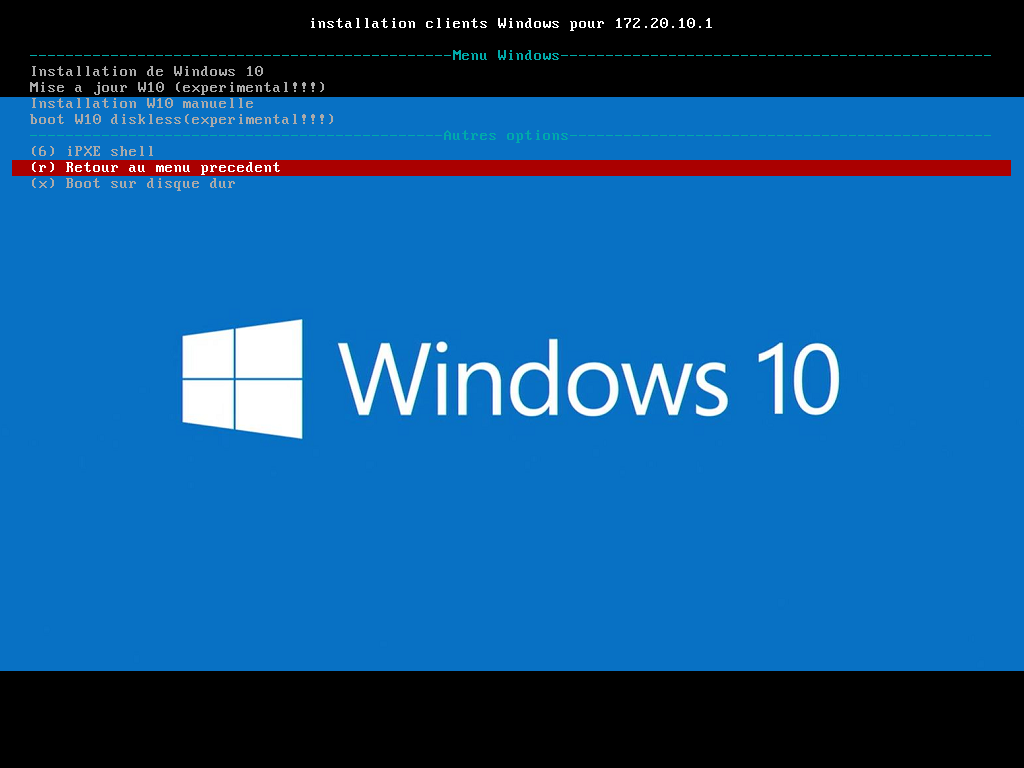 installation clients Windows pour 172.20.10.1
Menu Windows
Installation de Windows 10
Mise a jour W10 (experimental!!!)
Installation W10 manuelle
boot W10 diskless(experimental!!!)
Autres options
(6) iPXE shell
(r) Retour au menu precedent
(x) Boot sur disque dur
Windows 10